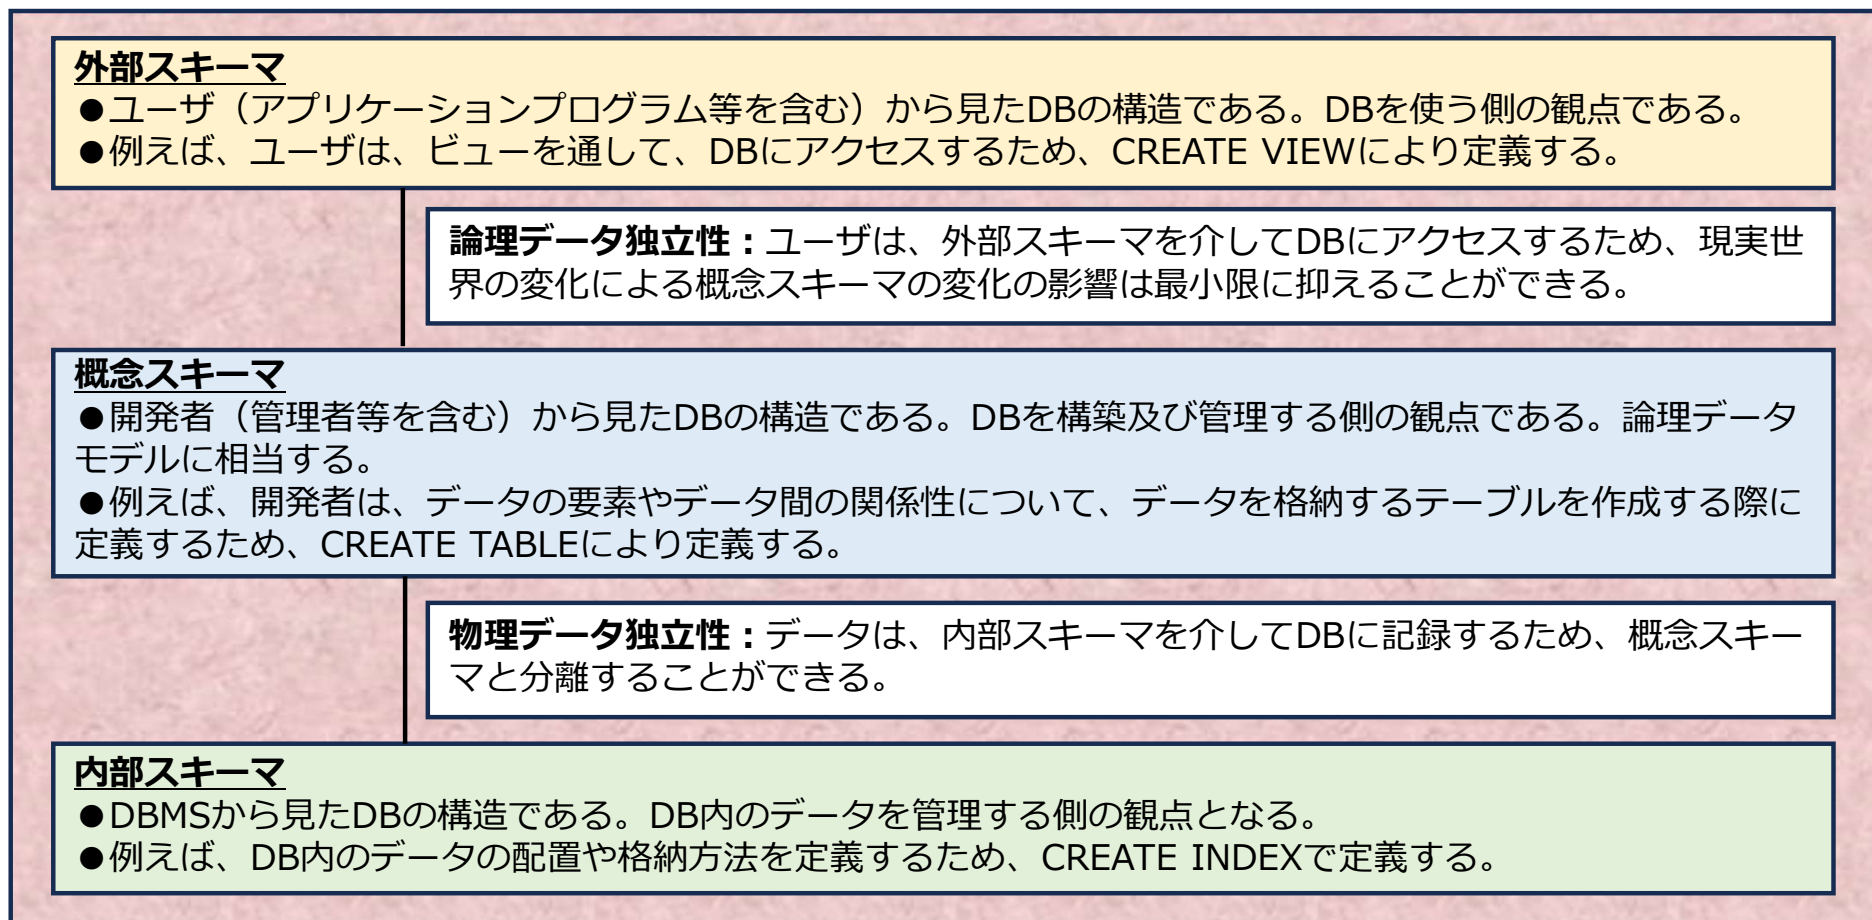 外部スキーマ
●ユーザ（アプリケーションプログラム等を含む）から見たDBの構造である。DBを使う側の観点である。
●例えば、ユーザは、ビューを通して、DBにアクセスするため、CREATE VIEWにより定義する。
論理データ独立性：ユーザは、外部スキーマを介してDBにアクセスするため、現実世
界の変化による概念スキーマの変化の影響は最小限に抑えることができる。
概念スキーマ
●開発者（管理者等を含む）から見たDBの構造である。DBを構築及び管理する側の観点である。論理データ
モデルに相当する。
●例えば、開発者は、データの要素やデータ間の関係性について、データを格納するテーブルを作成する際に
定義するため、CREATE TABLEにより定義する。
物理データ独立性：データは、内部スキーマを介してDBに記録するため、概念スキー
マと分離することができる。
内部スキーマ
●DBMSから見たDBの構造である。DB内のデータを管理する側の観点となる。
●例えば、DB内のデータの配置や格納方法を定義するため、CREATE INDEXで定義する。